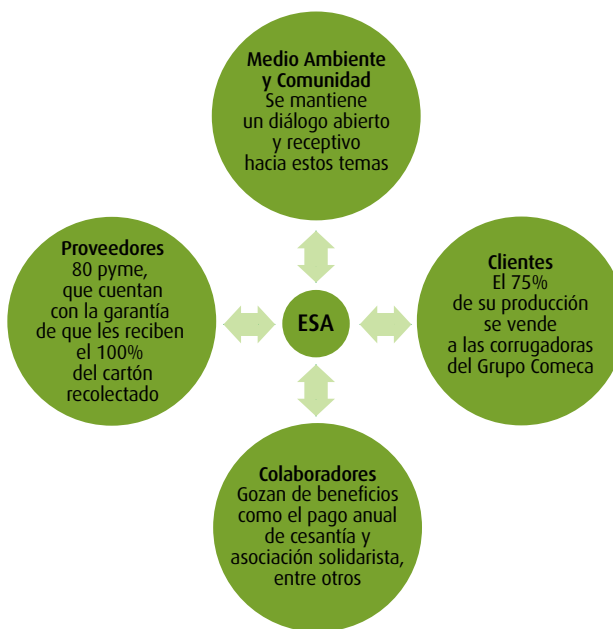 Medio Ambiente
y Comunidad
Se mantiene
un diálogo abierto
y receptivo
hacia estos temas
Proveedores
80 pyme,
que cuentan
con la garantía
de que les reciben
el 100%
del cartón
recolectado
ESA
Clientes
El 75%
de su producción
se vende
a las corrugadoras
del Grupo Comeca
Colaboradores
Gozan de beneficios
como el pago anual
de cesantía y
asociación solidarista,
entre otros